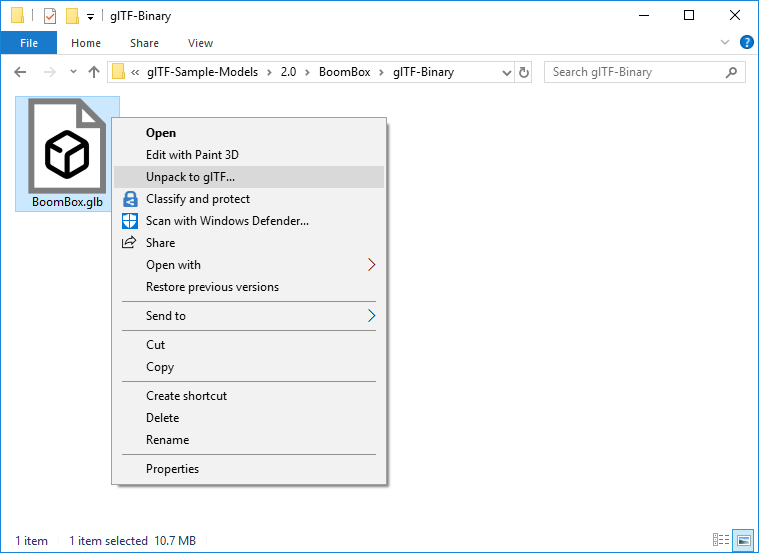 glTF-Binary
File Home Share View
« glTF-Sample-Models > 2.0 > BoomBox > glTF-Binary
Search glTF-Binary
BoomBox.glb
Open
Edit with Paint 3D
Unpack to glTF...
Classify and protect
Scan with Windows Defender...
Share
Open with
Restore previous versions
Send to
Cut
Copy
Create shortcut
Delete
Rename
Properties
1 item 1 item selected 10.7 MB